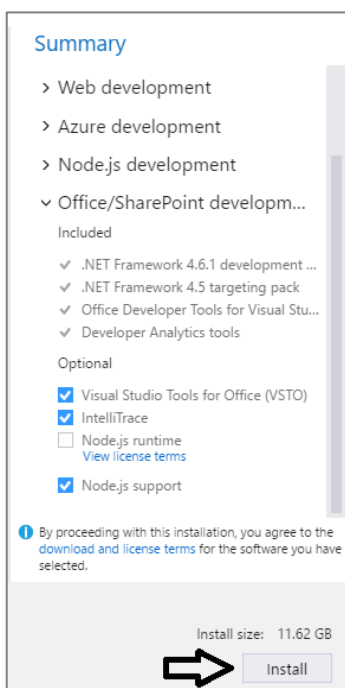 Summary
Web development
Azure development
Node.js development
Office/SharePoint developm...
Included
.NET Framework 4.6.1 development ...
.NET Framework 4.5 targeting pack
Office Developer Tools for Visual Stu...
Developer Analytics tools
Optional
Visual Studio Tools for Office (VSTO)
IntelliTrace
Node.js runtime
View license terms
Node.js support
By proceeding with this installation, you agree to the
download and license terms for the software you have
selected.
Install size: 11.62 GB
Install